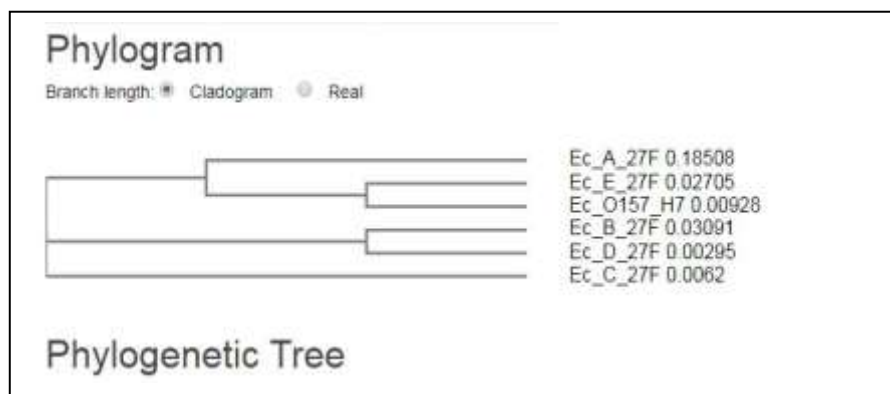 Phylogram
Branch length: Cladogram Real
Ec_A_27F 0.18508
Ec_E_27F 0.02705
Ec_O157_H7 0.00928
Ec_B_27F 0.03091
Ec_D_27F 0.00295
Ec_C_27F 0.0062
Phylogenetic Tree